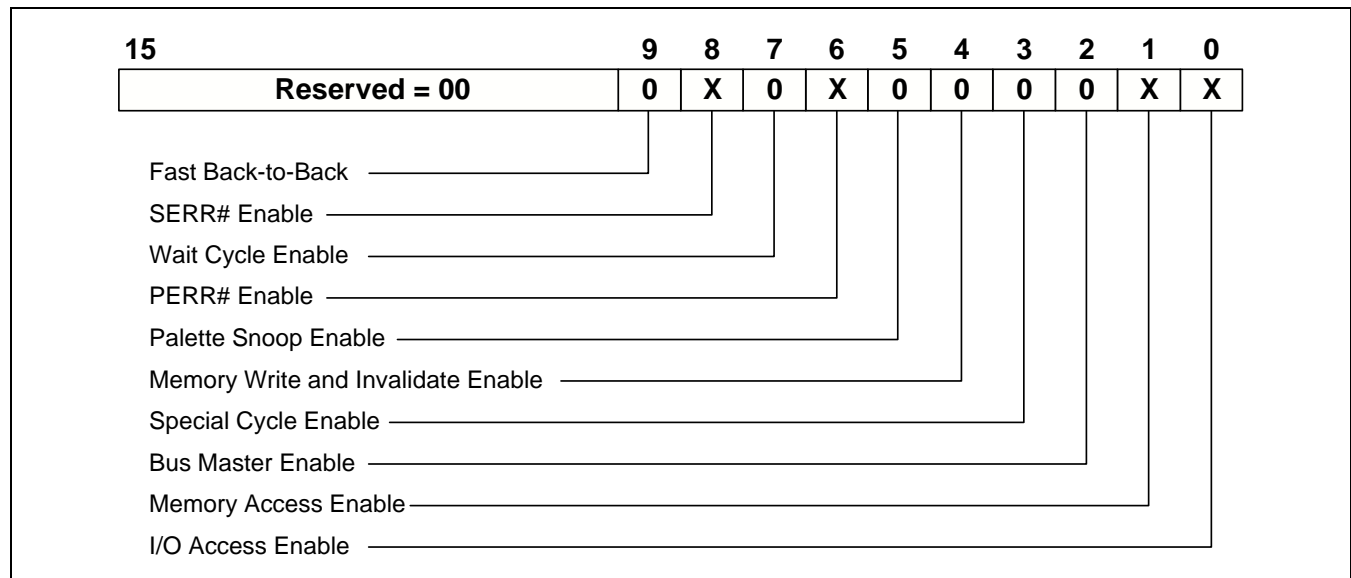 15 9 8 7 6 5 4 3 2 1 0
Reserved = 00 0 X 0 X 0 0 0 0 X X
Fast Back-to-Back
SERR# Enable
Wait Cycle Enable
PERR# Enable
Palette Snoop Enable
Memory Write and Invalidate Enable
Special Cycle Enable
Bus Master Enable
Memory Access Enable
I/O Access Enable